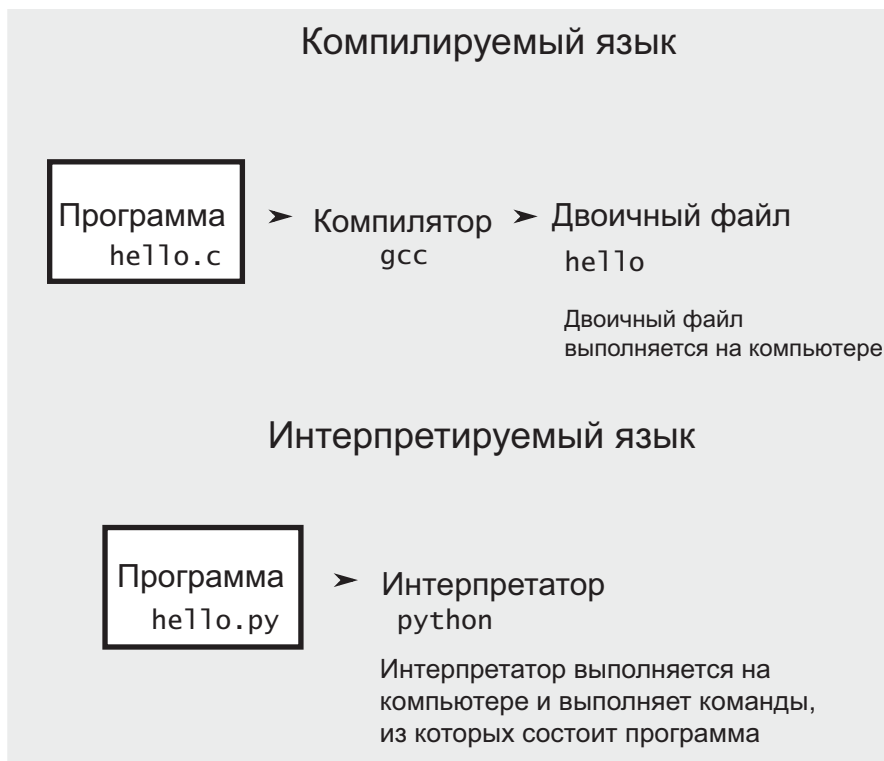 Компилируемый язык
Программа
hello.c
Компилятор
gcc
Двоичный файл
hello
Двоичный файл
выполняется на компьютере
Интерпретируемый язык
Программа
hello.py
Интерпретатор
python
Интерпретатор выполняется на
компьютере и выполняет команды,
из которых состоит программа